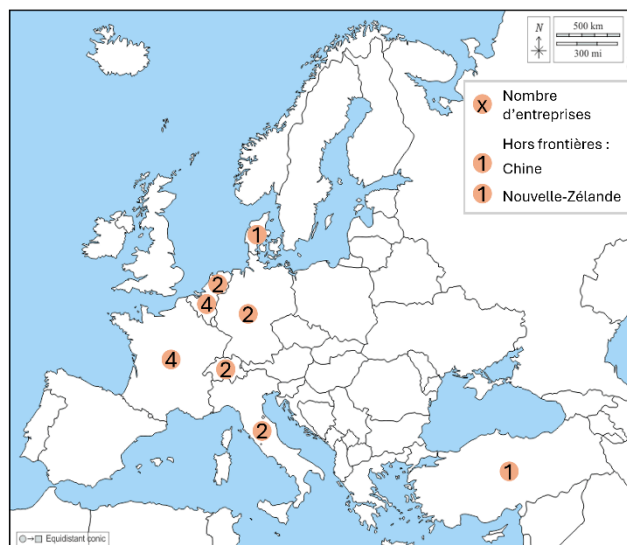 N
500 km
300 mi
x Nombre
d'entreprises
Hors frontières :
1 Chine
1 Nouvelle-Zélande
1
2
4
2
4
2
2
1
Equidistant conic